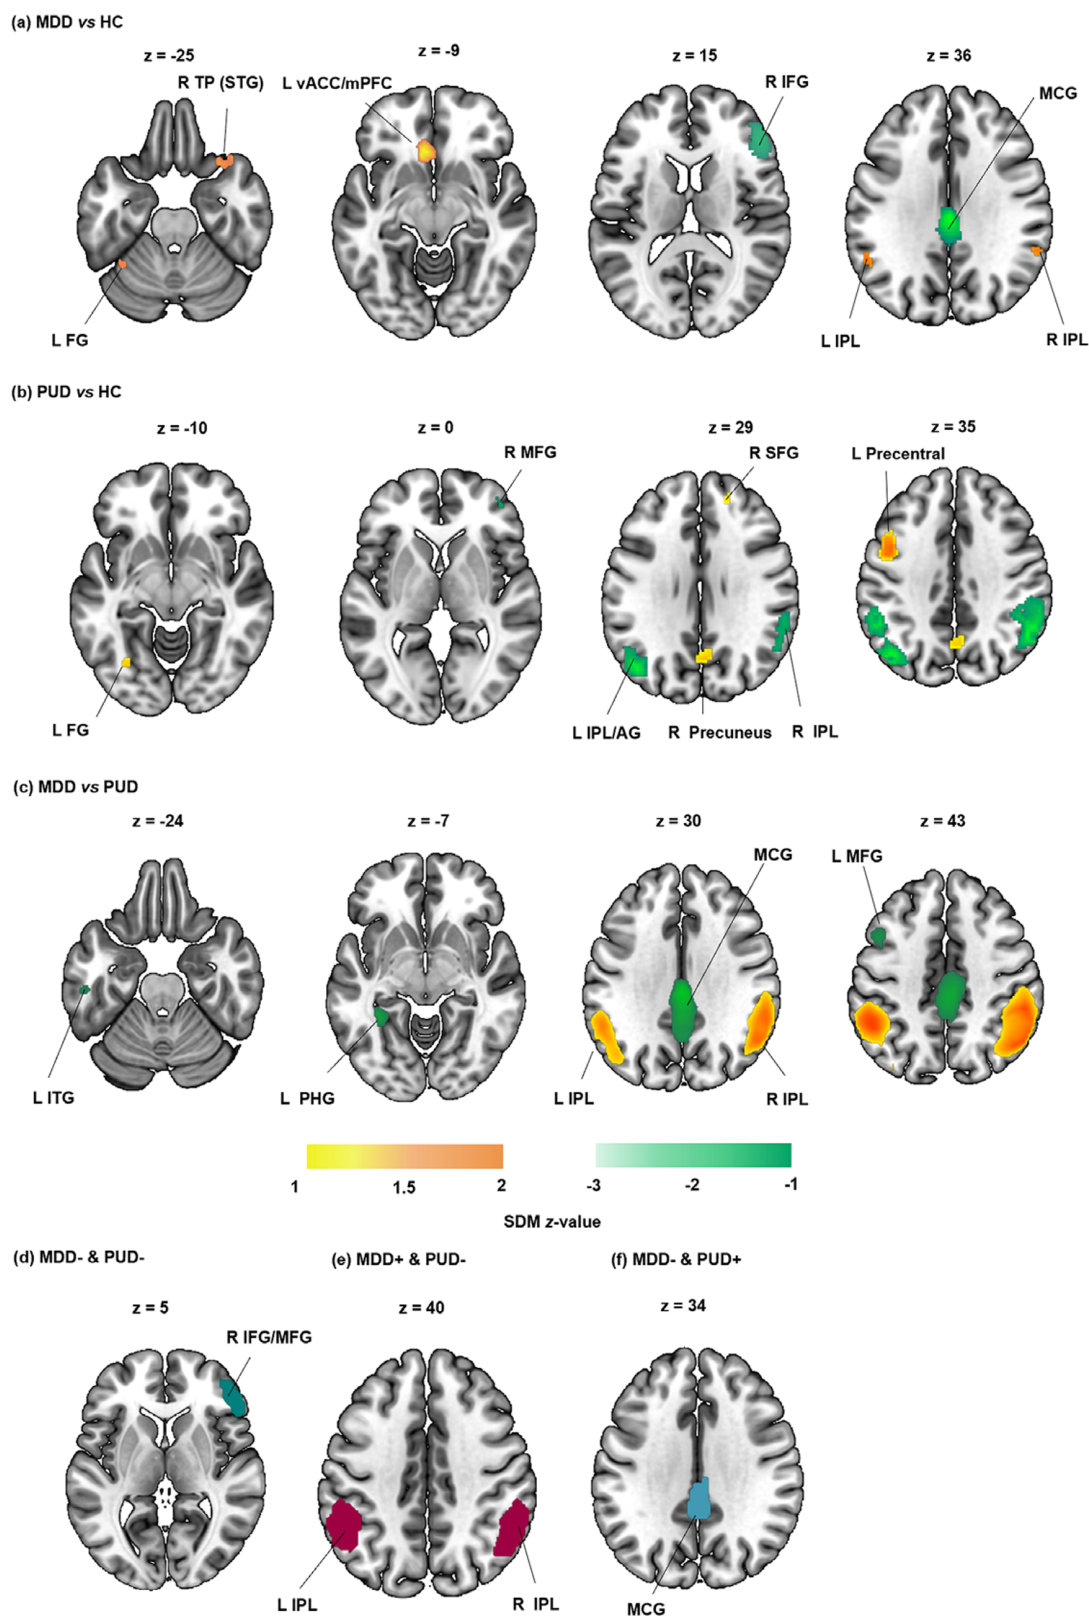 (a) MDD vs HC
z = -25
z = -9
z = 15
z = 36
R TP (STG)
L vACC/mPFC
R IFG
MCG
L FG
L IPL
R IPL
(b) PUD vs HC
z = -10
z = 0
z = 29
z = 35
R MFG
R SFG
L Precentral
L FG
L IPL/AG
R Precuneus
R IPL
(c) MDD vs PUD
z = -24
z = -7
z = 30
z = 43
MCG
L MFG
L ITG
L PHG
L IPL
R IPL
1
1.5
2
-3
-2
-1
SDM z-value
(d) MDD- & PUD-
(e) MDD+ & PUD-
(f) MDD- & PUD+
z = 5
z = 40
z = 34
R IFG/MFG
L IPL
R IPL
MCG